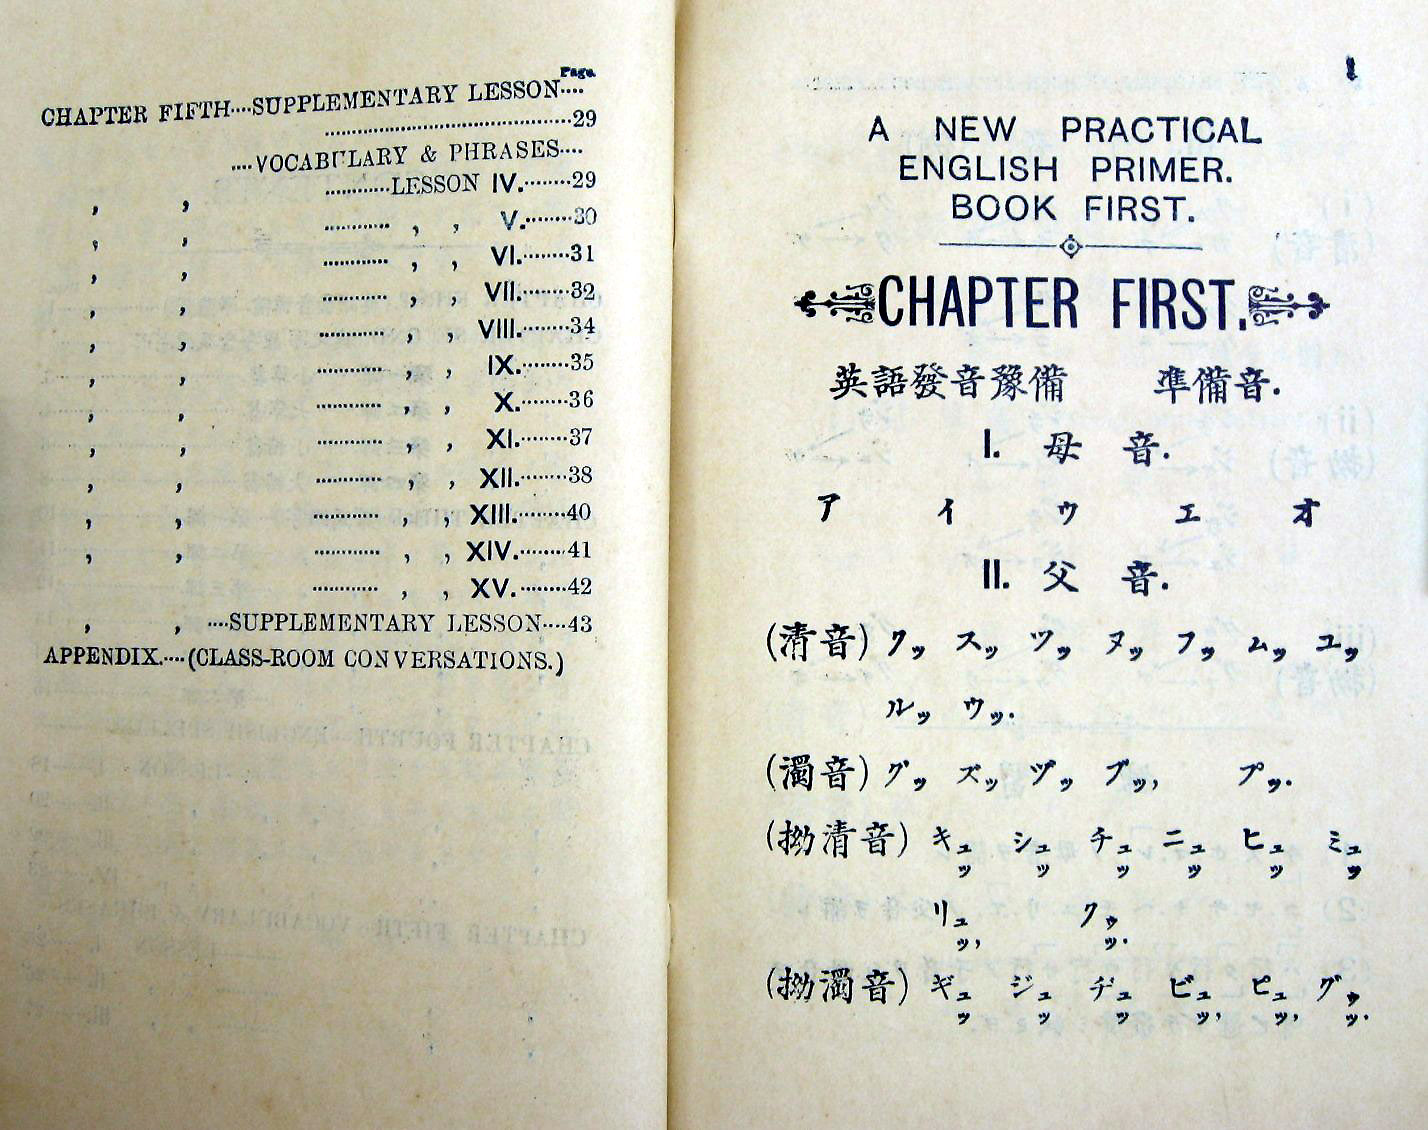 Page.
CHAPTER FIFTH····SUPPLEMENTARY LESSON····
········································29
····VOCABULARY & PHRASES····
············LESSON IV.········29
, , ············ , , V.········30
, , ············ , , VI.········31
, , ············ , , VII.········32
, , ············ , , VIII.········34
, , ············ , , IX.········35
, , ············ , , X.········36
, , ············ , , XI.········37
, , ············ , , XII.········38
, , ············ , , XIII.········40
, , ············ , , XIV.········41
, , ············ , , XV.········42
, , ····SUPPLEMENTARY LESSON····43
APPENDIX.····(CLASS-ROOM CONVERSATIONS.)
1
A NEW PRACTICAL
ENGLISH PRIMER.
BOOK FIRST.
CHAPTER FIRST.
英語發音豫備 準備音.
I. 母音.
ア イ ウ エ オ
II. 父音.
(清音) クッ スッ ツッ ヌッ フッ ムッ ユッ
ルッ ウッ.
(濁音) グッ ズッ ヅッ ブッ, プッ.
(拗清音) キュッ シュッ チュッ ニュッ ヒュッ ミュッ
リュッ, クゥッ.
(拗濁音) ギュッ ジュッ ヂュッ ビュッ, ピュッ, グゥッ.